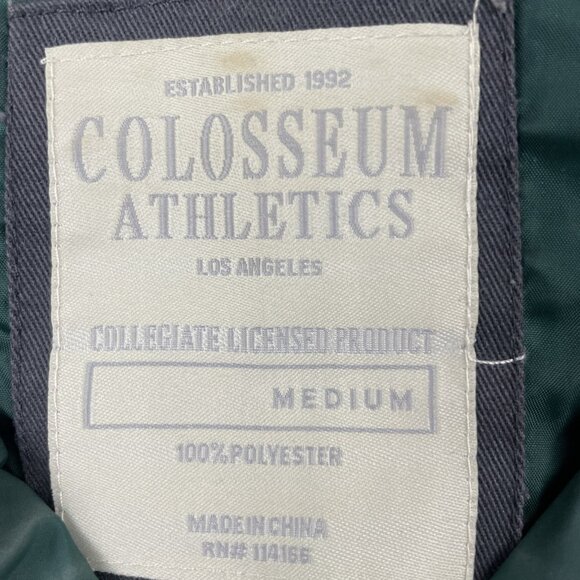 ESTABLISHED 1992
COLOSSEUM
ATHLETICS
LOS ANGELES
COLLEGIATE LICENSED PRODUCT
MEDIUM
100% POLYESTER
MADE IN CHINA
RN# 114166